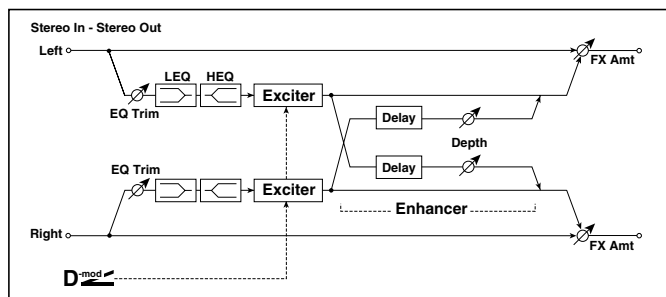 Stereo In - Stereo Out
Left
FX Amt
LEQ HEQ
EQ Trim
Exciter
Delay
Depth
EQ Trim
Delay
Exciter
Enhancer
Right
FX Amt
D-mod